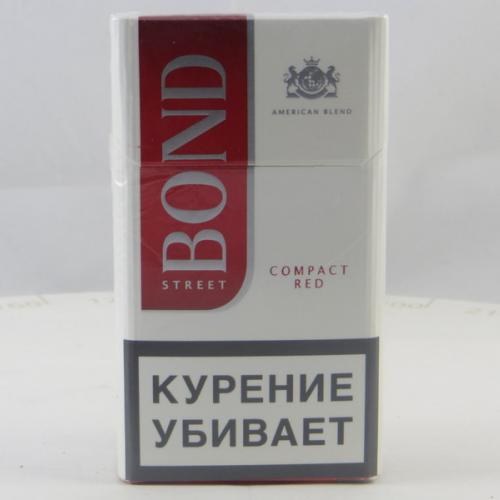 BOND
STREET
AMERICAN BLEND
COMPACT
RED
КУРЕНИЕ
УБИВАЕТ